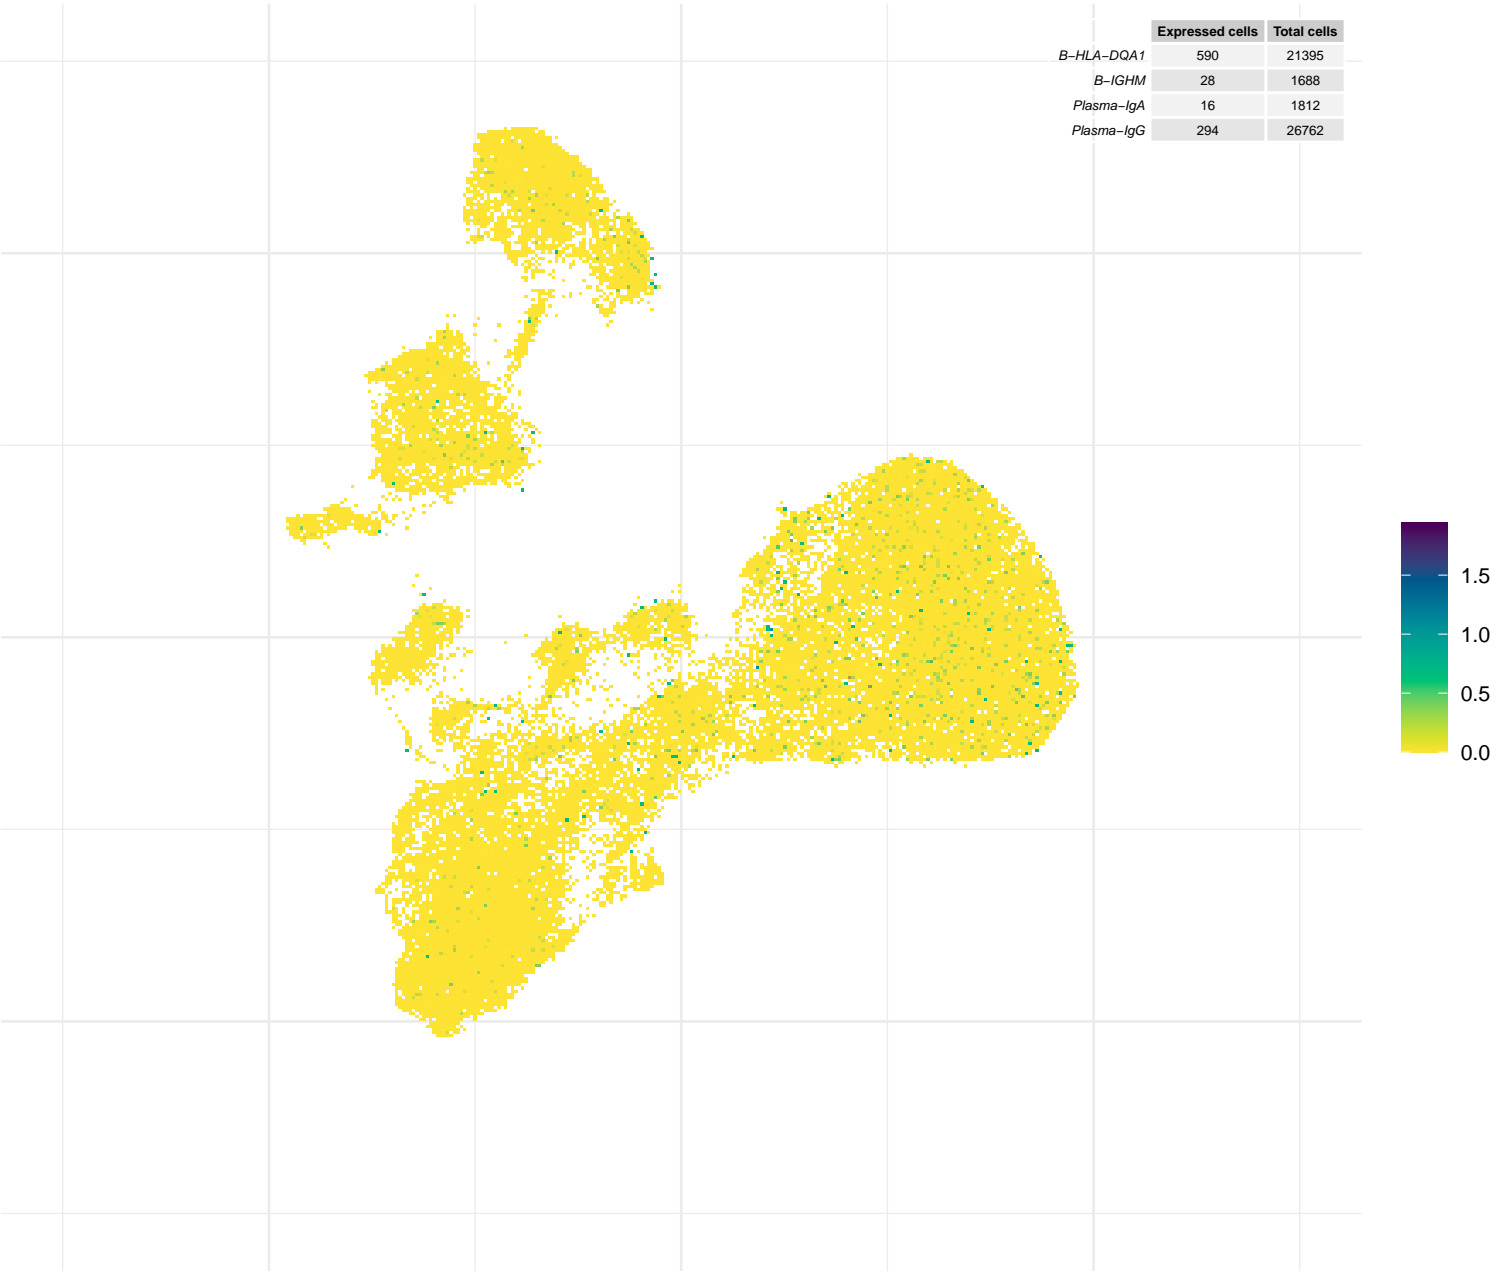 Expressed cells Total cells
B−HLA−DQA1 590 21395
B−IGHM 28 1688
Plasma−IgA 16 1812
Plasma−IgG 294 26762
1.5
1.0
0.5
0.0